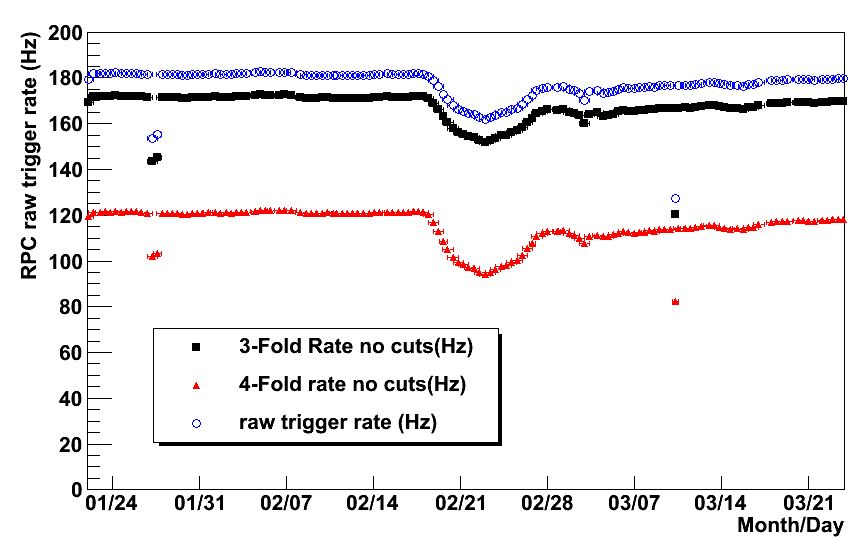 RPC raw trigger rate (Hz)
200
180
160
140
120
100
80
60
40
20
0
3-Fold Rate no cuts(Hz)
4-Fold rate no cuts(Hz)
raw trigger rate (Hz)
01/24 01/31 02/07 02/14 02/21 02/28 03/07 03/14 03/21
Month/Day